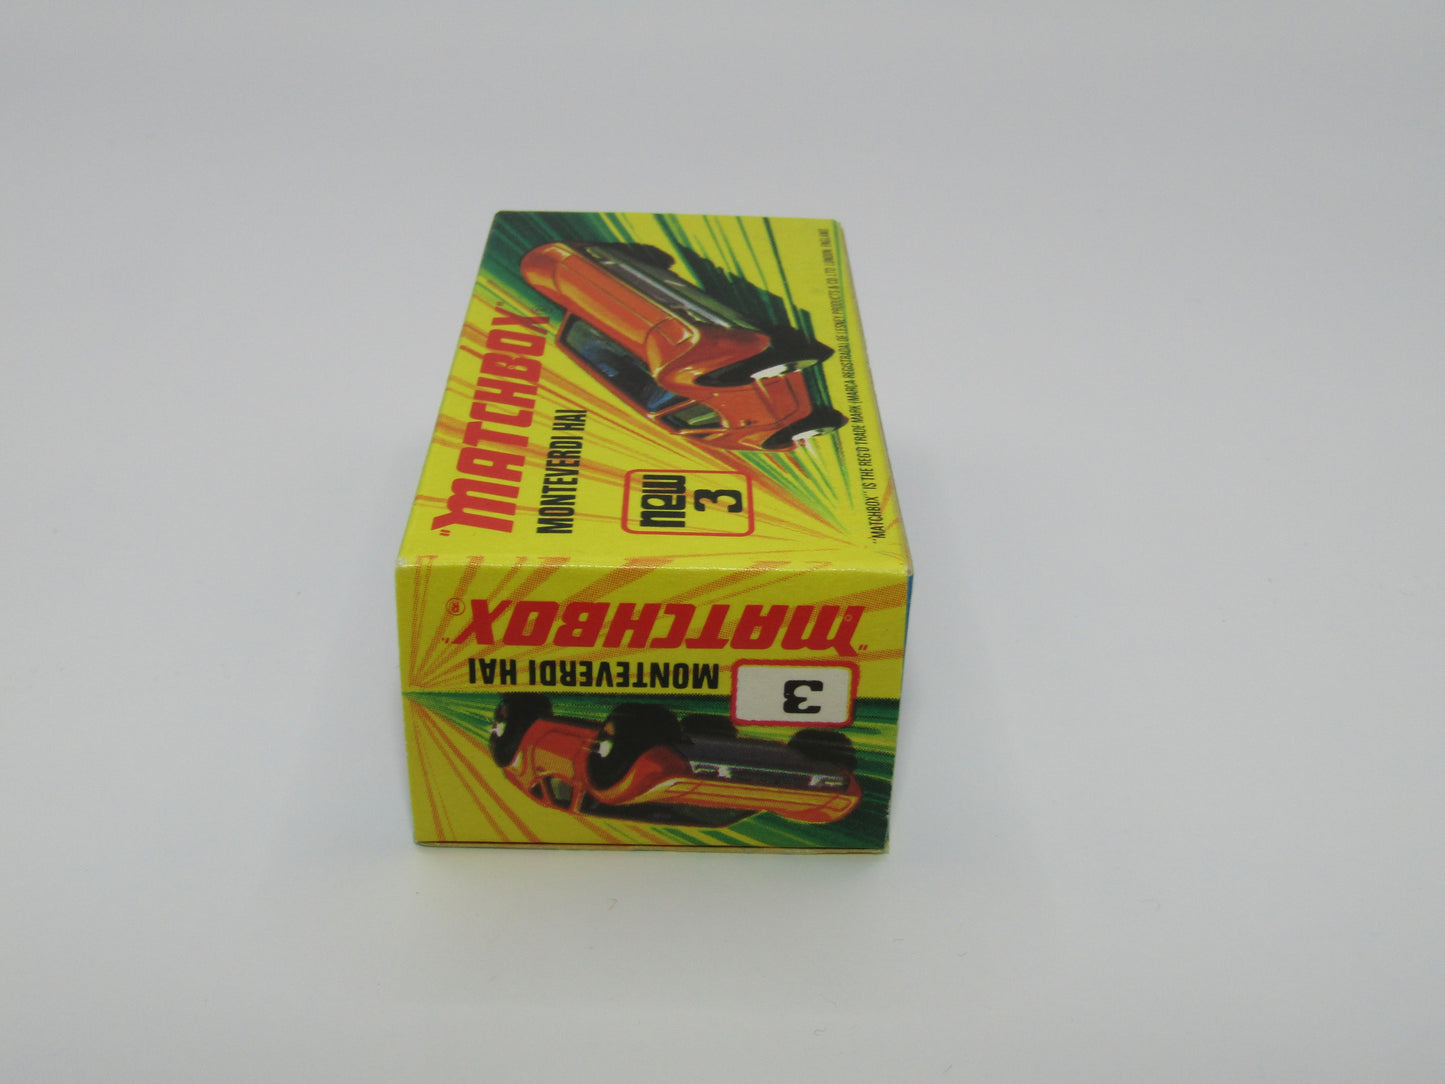 "MATCHBOX"
MONTEVERDI HAI
new
3
"MATCHBOX" IS THE REG'D TRADE MARK (MARCA REGISTRADA) OF LESNEY PRODUCTS & CO. LTD. LONDON ENGLAND
"MATCHBOX"®
MONTEVERDI HAI
3